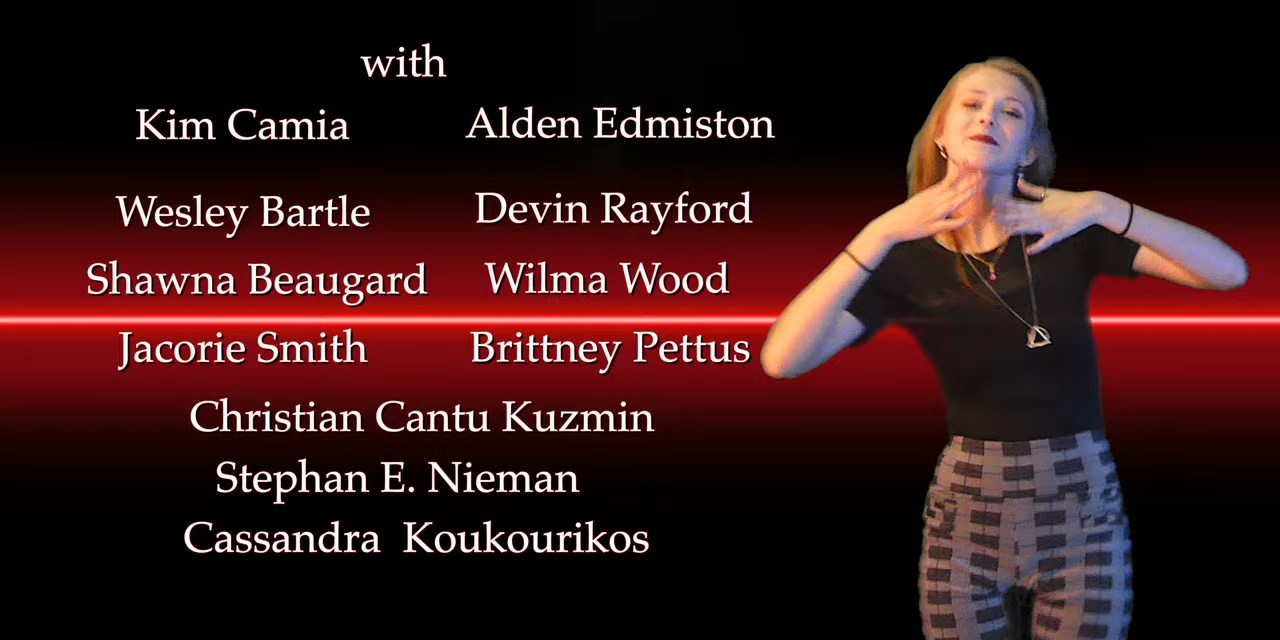 with
Kim Camia Alden Edmiston
Wesley Bartle Devin Rayford
Shawna Beaugard Wilma Wood
Jacorie Smith Brittney Pettus
Christian Cantu Kuzmin
Stephan E. Nieman
Cassandra Koukourikos